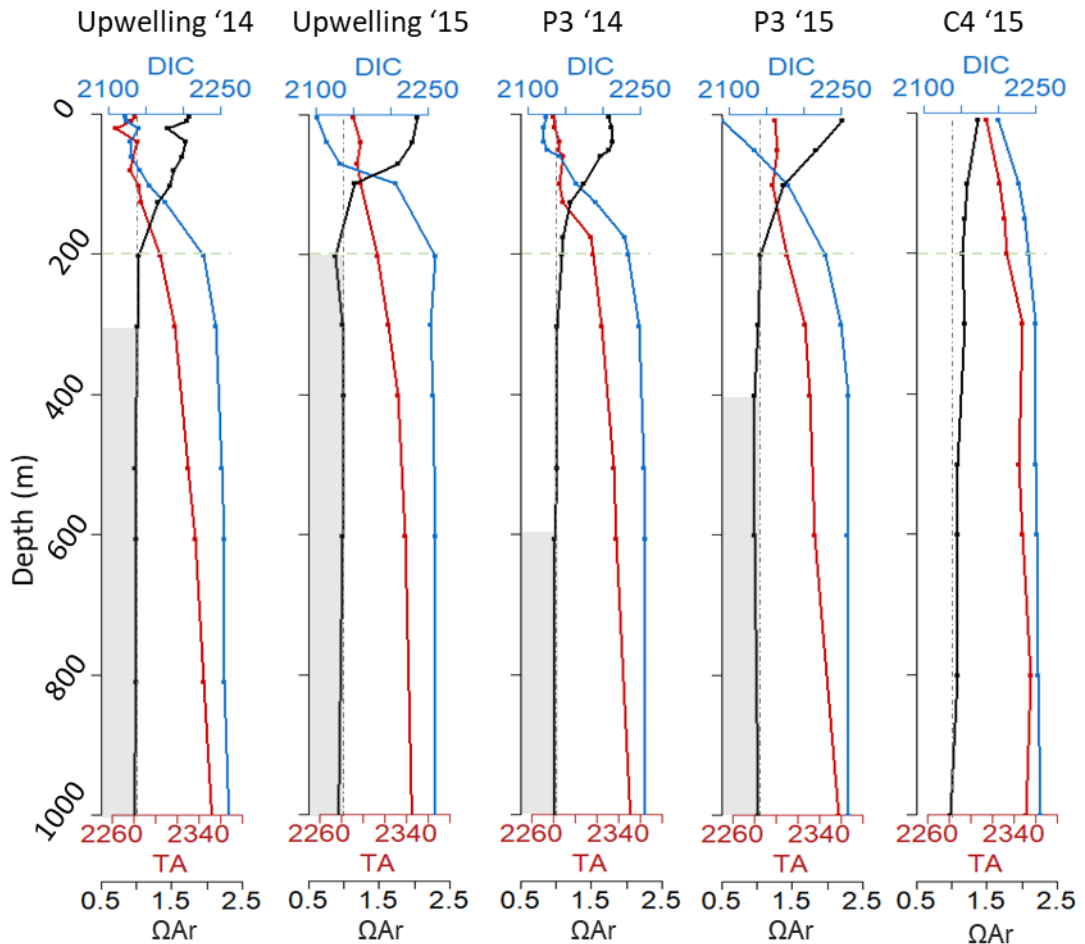 Upwelling ‘14 Upwelling ‘15 P3 ‘14 P3 ‘15 C4 ‘15
DIC DIC DIC DIC DIC
2100 2250 2100 2250 2100 2250 2100 2250 2100 2250
0
200
400
600
800
1000
Depth (m)
2260 2340 2260 2340 2260 2340 2260 2340 2260 2340
TA TA TA TA TA
0.5 1.5 2.5 0.5 1.5 2.5 0.5 1.5 2.5 0.5 1.5 2.5 0.5 1.5 2.5
ΩAr ΩAr ΩAr ΩAr ΩAr